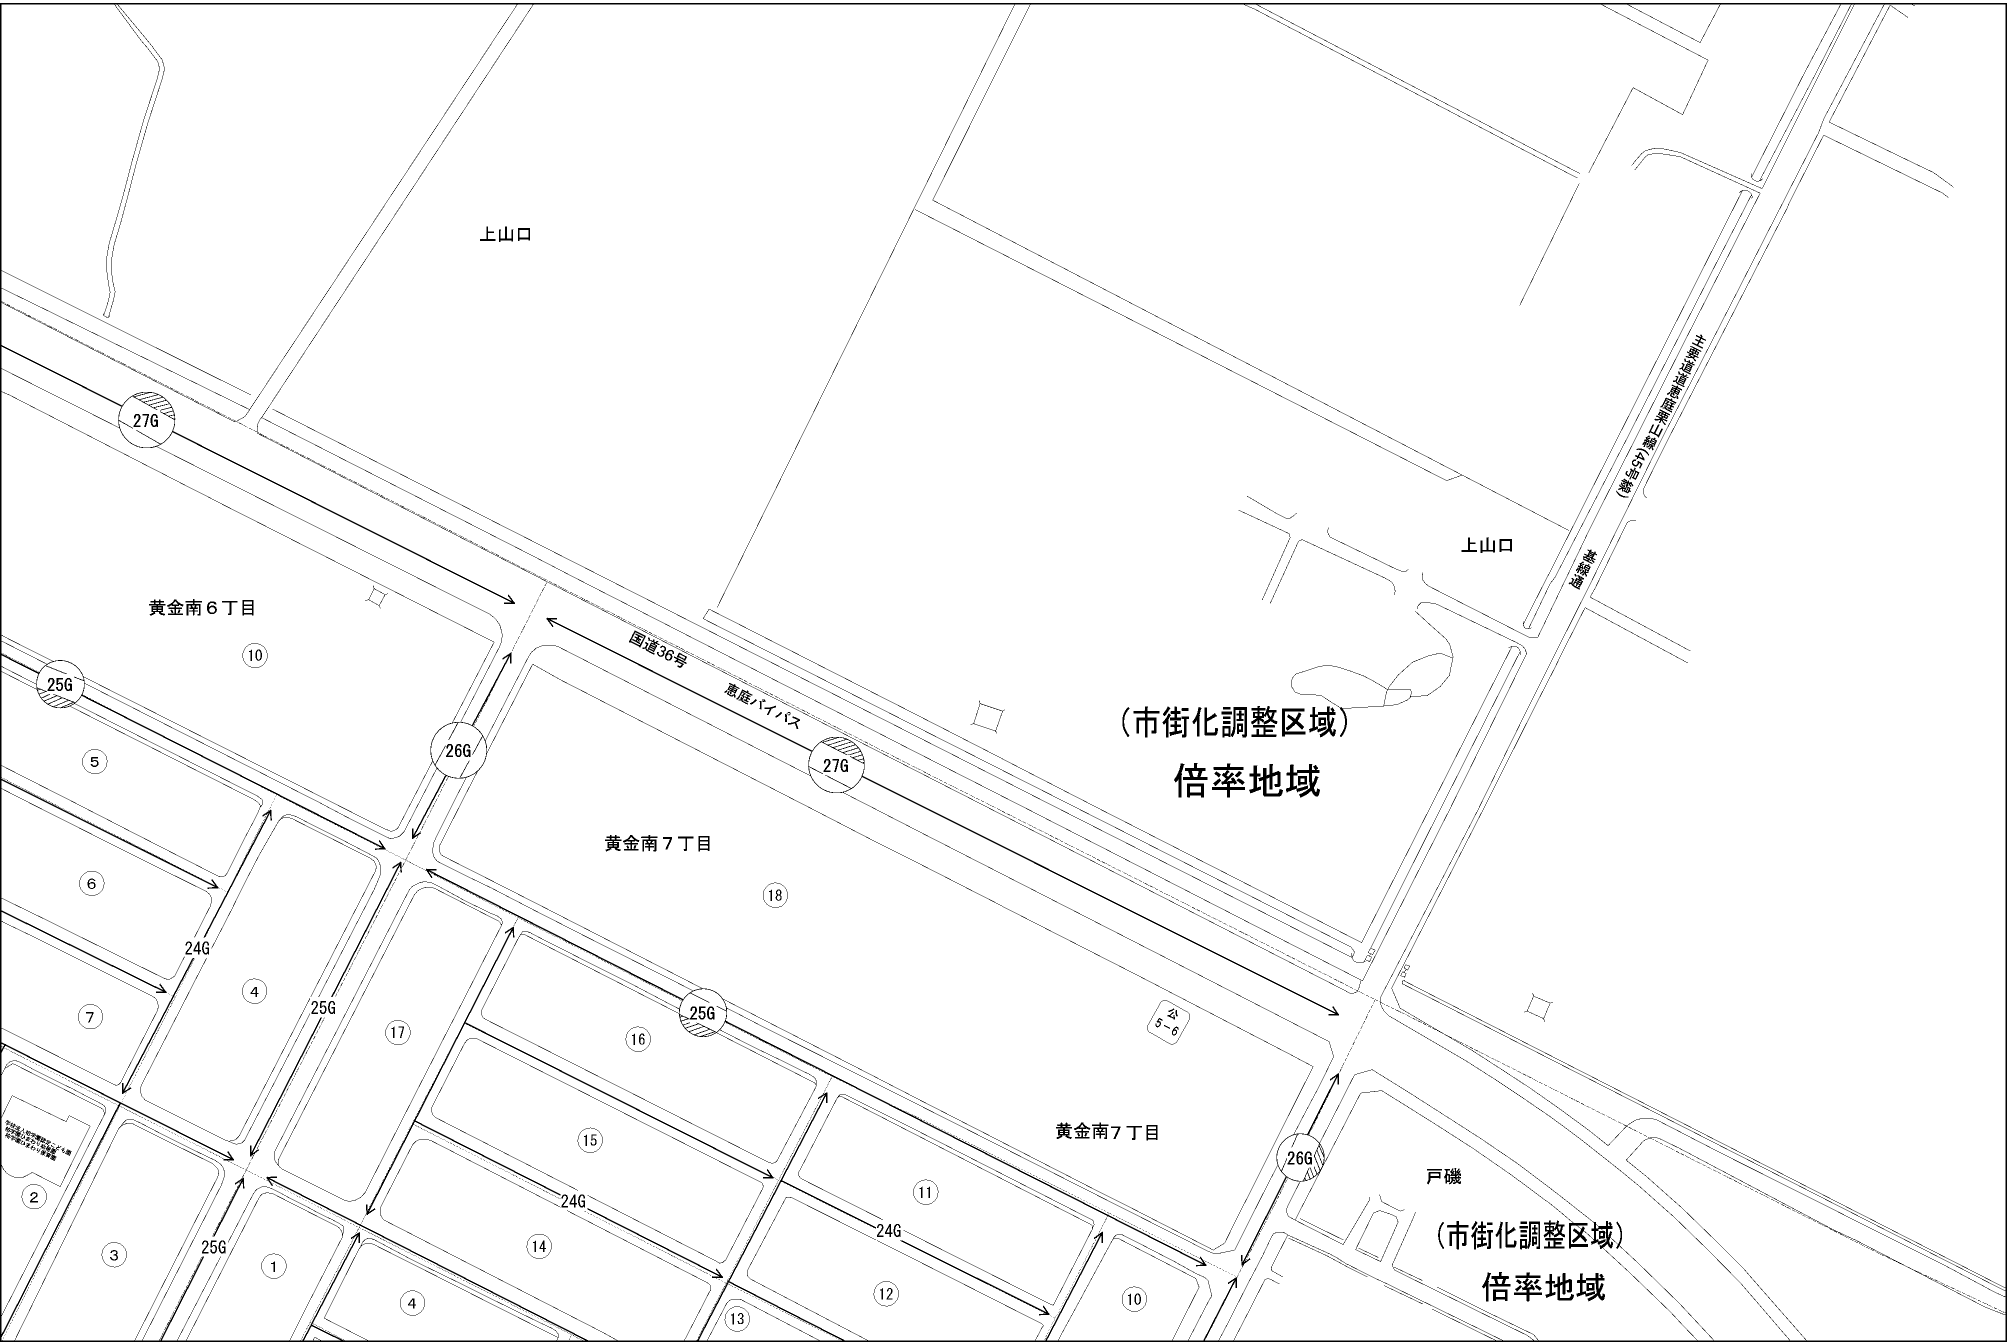 上山口
主要道道恵庭栗山線(45号線)
27G
上山口
基線通
黄金南6丁目
10
国道36号
恵庭バイパス
25G
26G
27G
(市街化調整区域)
倍率地域
5
黄金南7丁目
6
18
24G
4
25G
7
17
25G
16
公
5-6
15
黄金南7丁目
26G
戸磯
2
24G
11
(市街化調整区域)
倍率地域
3
25G
1
14
24G
4
12
10
13